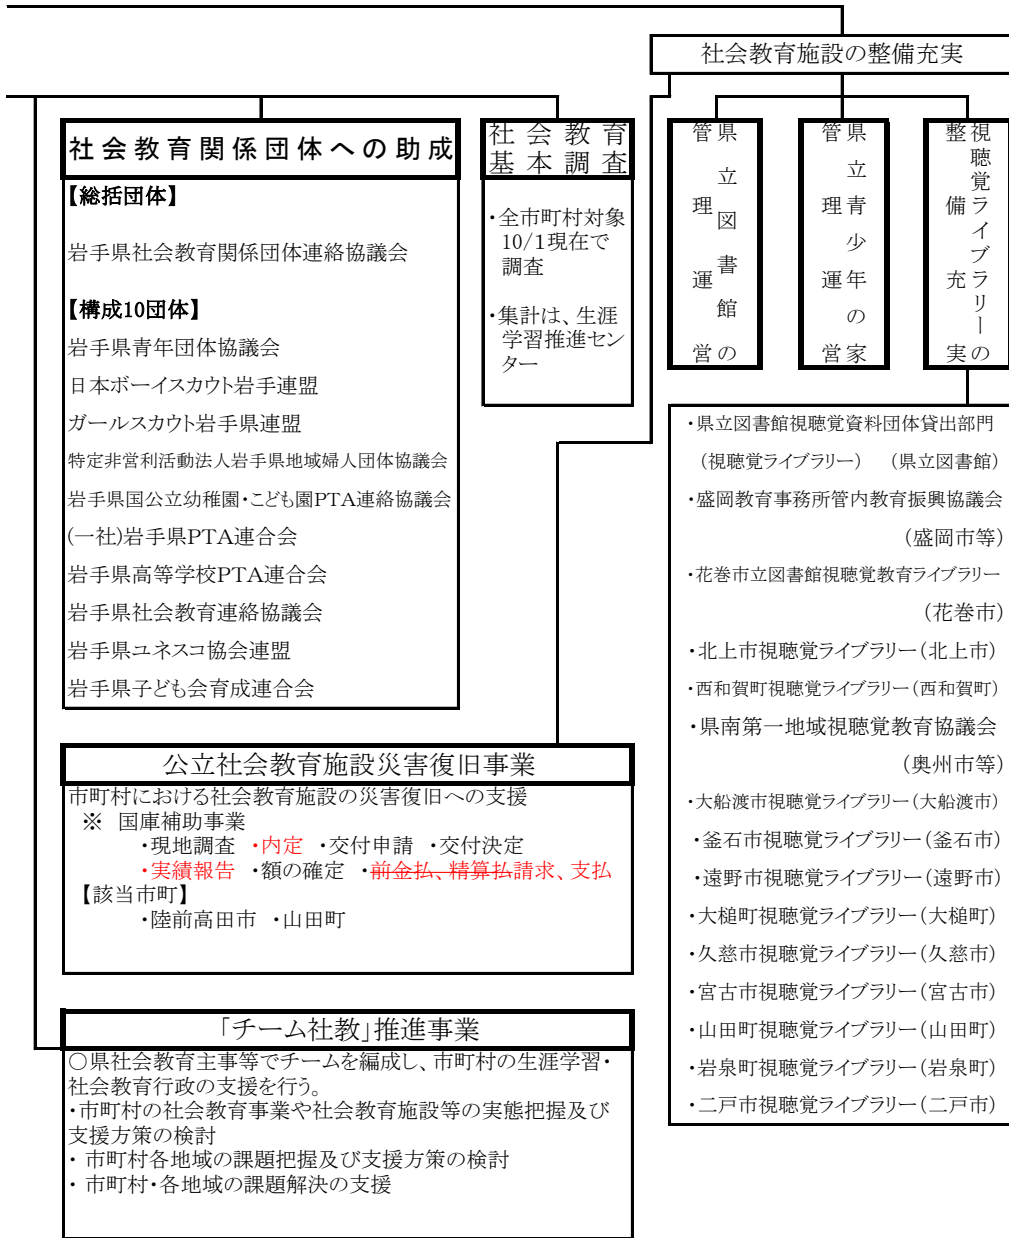 社会教育施設の整備充実
社会教育関係団体への助成
【総括団体】
岩手県社会教育関係団体連絡協議会
【構成10団体】
岩手県青年団体協議会
日本ボーイスカウト岩手連盟
ガールスカウト岩手県連盟
特定非営利活動法人岩手県地域婦人団体協議会
岩手県国公立幼稚園・こども園PTA連絡協議会
(一社)岩手県PTA連合会
岩手県高等学校PTA連合会
岩手県社会教育連絡協議会
岩手県ユネスコ協会連盟
岩手県子ども会育成連合会
社会教育
基本調査
・全市町村対象
10/1現在で
調査
・集計は、生涯
学習推進セン
ター
県立図書館の
管理運営
県立青少年の家
管理運営
視聴覚ライブラリーの
整備充実
・県立図書館視聴覚資料団体貸出部門
（視聴覚ライブラリー）　（県立図書館）
・盛岡教育事務所管内教育振興協議会
（盛岡市等）
・花巻市立図書館視聴覚教育ライブラリー
（花巻市）
・北上市視聴覚ライブラリー（北上市）
・西和賀町視聴覚ライブラリー（西和賀町）
・県南第一地域視聴覚教育協議会
（奥州市等）
・大船渡市視聴覚ライブラリー（大船渡市）
・釜石市視聴覚ライブラリー（釜石市）
・遠野市視聴覚ライブラリー（遠野市）
・大槌町視聴覚ライブラリー（大槌町）
・久慈市視聴覚ライブラリー（久慈市）
・宮古市視聴覚ライブラリー（宮古市）
・山田町視聴覚ライブラリー（山田町）
・岩泉町視聴覚ライブラリー（岩泉町）
・二戸市視聴覚ライブラリー（二戸市）
公立社会教育施設災害復旧事業
市町村における社会教育施設の災害復旧への支援
※　国庫補助事業
・現地調査　・内定　・交付申請　・交付決定
・実績報告　・額の確定　・前金払、精算払請求、支払
【該当市町】
・陸前高田市　・山田町
「チーム社教」推進事業
○県社会教育主事等でチームを編成し、市町村の生涯学習・
社会教育行政の支援を行う。
・市町村の社会教育事業や社会教育施設等の実態把握及び
支援方策の検討
・ 市町村各地域の課題把握及び支援方策の検討
・ 市町村・各地域の課題解決の支援